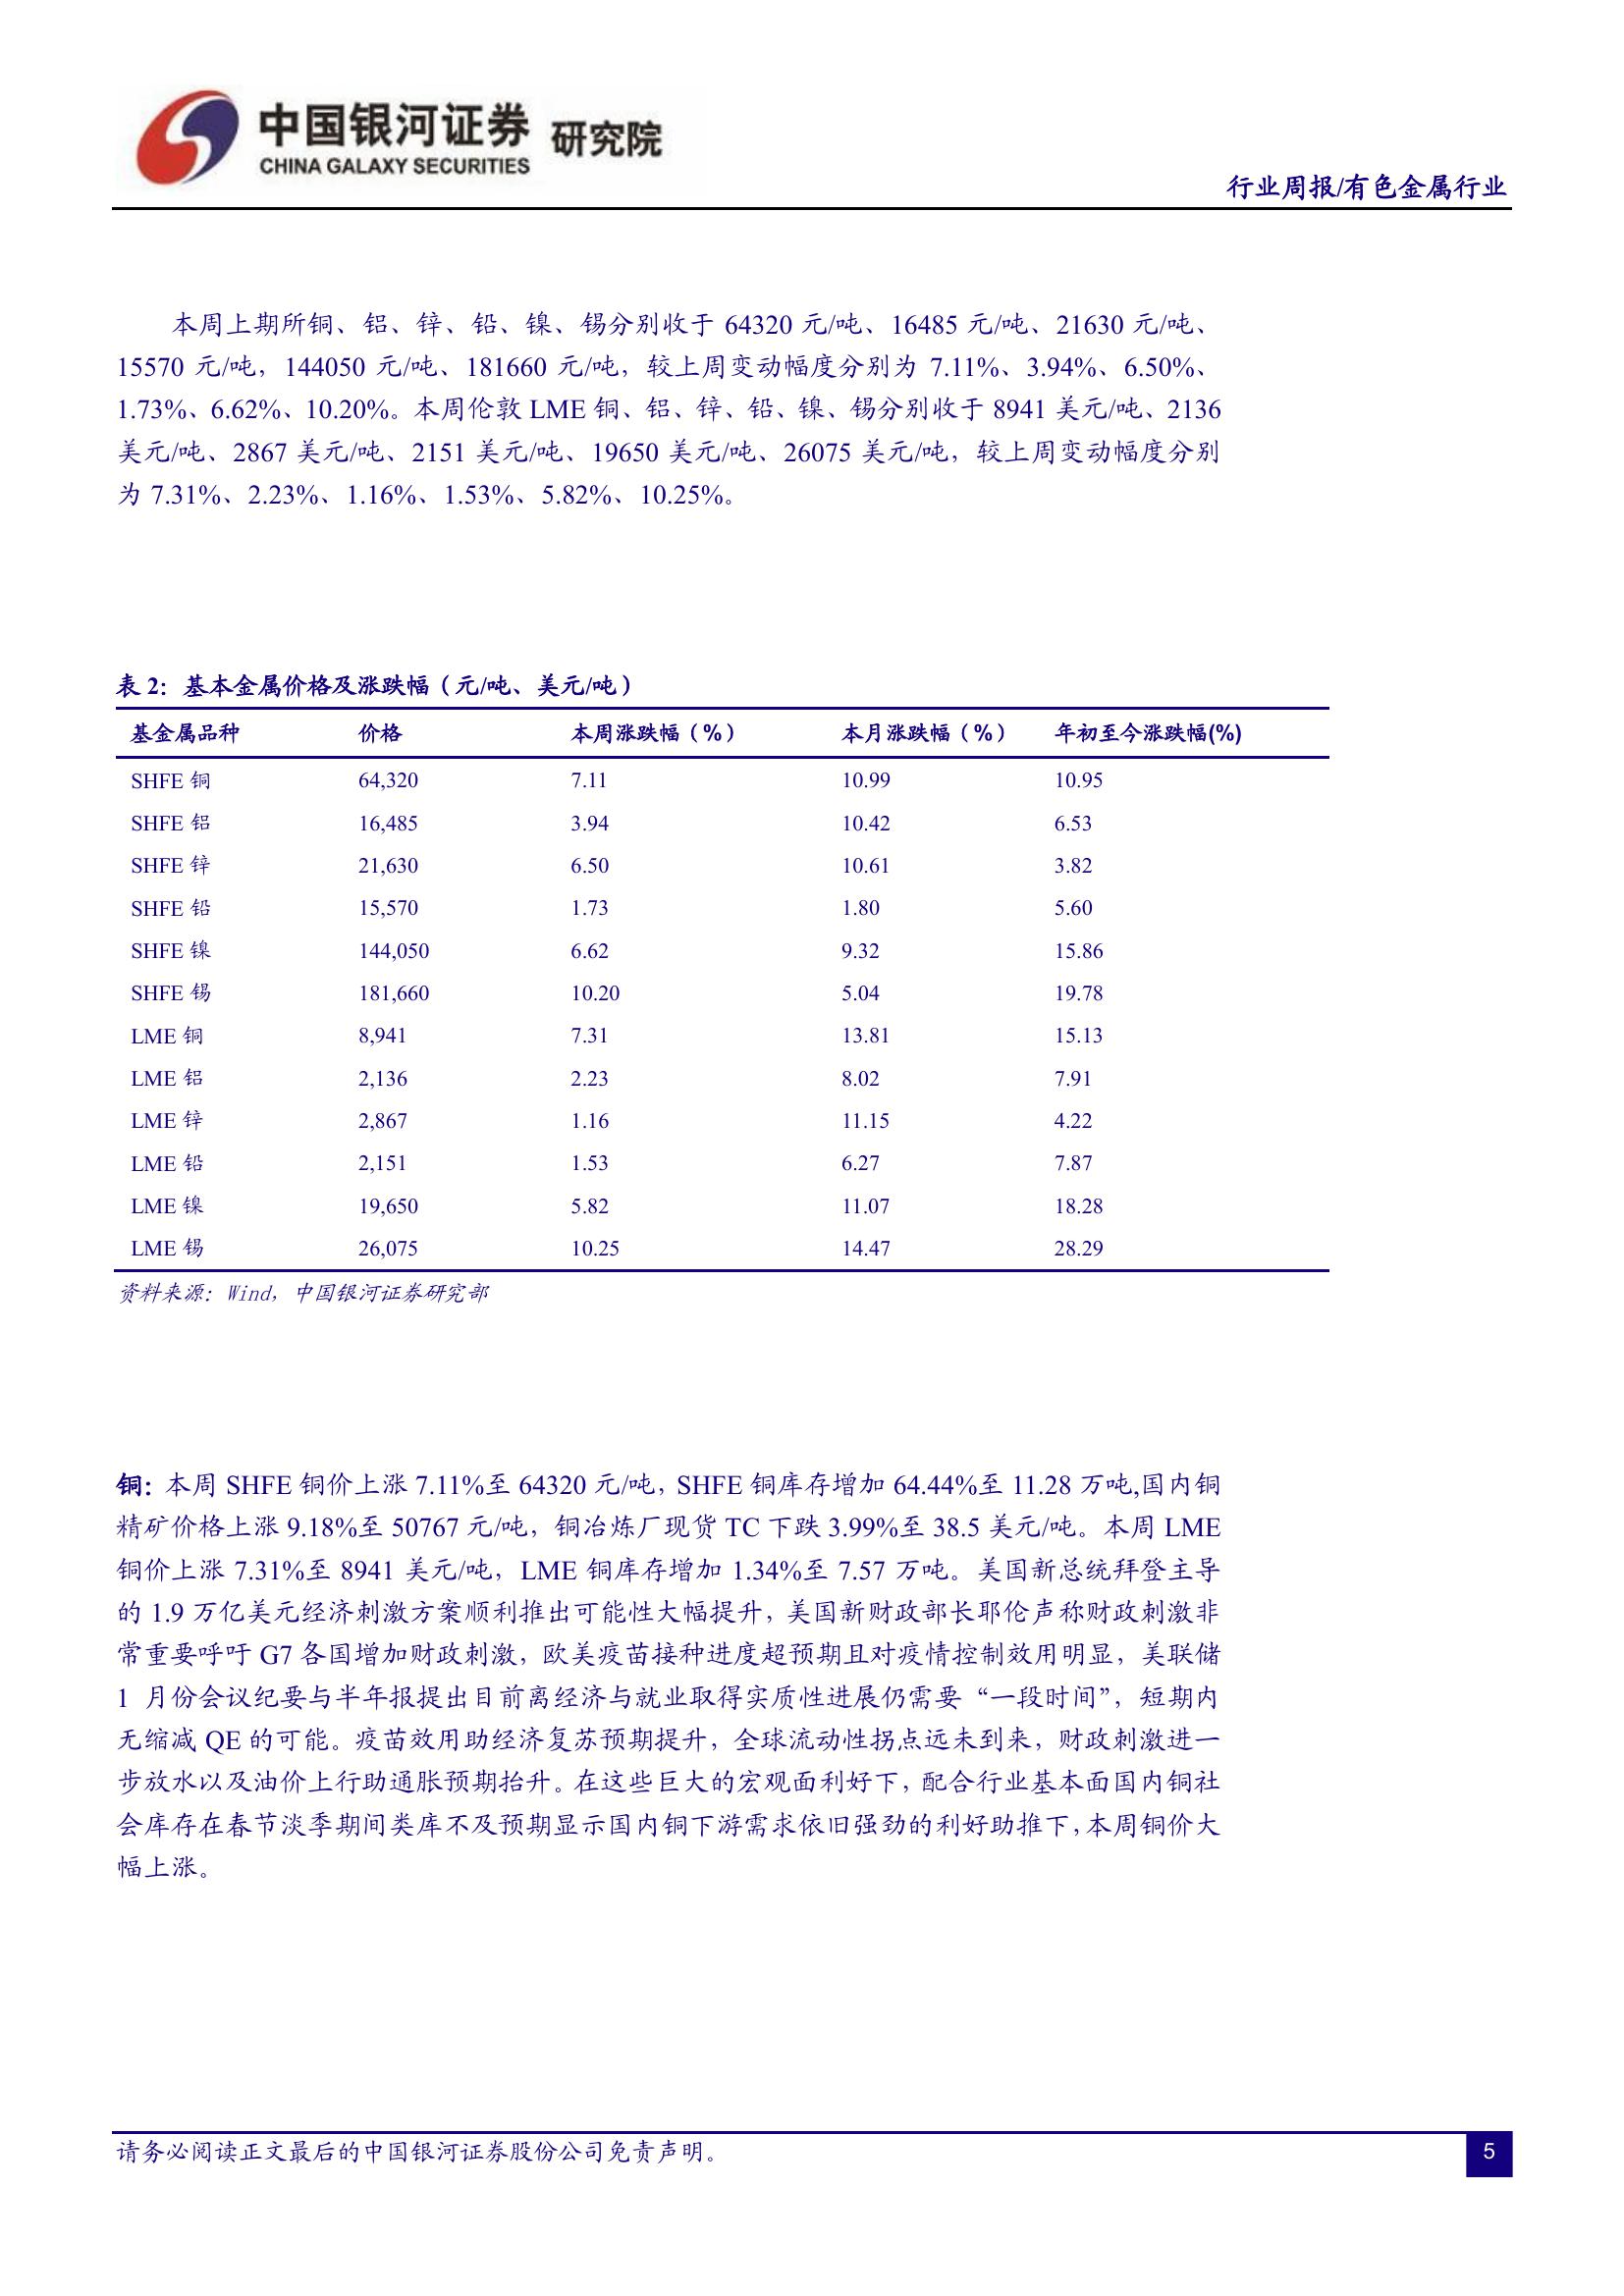 中国银河证券 研究院
CHINA GALAXY SECURITIES
行业周报/有色金属行业
本周上期所铜、铝、锌、铅、镍、锡分别收于 64320 元/吨、16485 元/吨、21630 元/吨、
15570 元/吨，144050 元/吨、181660 元/吨，较上周变动幅度分别为 7.11%、3.94%、6.50%、
1.73%、6.62%、10.20%。本周伦敦 LME 铜、铝、锌、铅、镍、锡分别收于 8941 美元/吨、2136
美元/吨、2867 美元/吨、2151 美元/吨、19650 美元/吨、26075 美元/吨，较上周变动幅度分别
为 7.31%、2.23%、1.16%、1.53%、5.82%、10.25%。
表 2：基本金属价格及涨跌幅（元/吨、美元/吨）
基金属品种 价格 本周涨跌幅（%） 本月涨跌幅（%） 年初至今涨跌幅(%)
SHFE 铜 64,320 7.11 10.99 10.95
SHFE 铝 16,485 3.94 10.42 6.53
SHFE 锌 21,630 6.50 10.61 3.82
SHFE 铅 15,570 1.73 1.80 5.60
SHFE 镍 144,050 6.62 9.32 15.86
SHFE 锡 181,660 10.20 5.04 19.78
LME 铜 8,941 7.31 13.81 15.13
LME 铝 2,136 2.23 8.02 7.91
LME 锌 2,867 1.16 11.15 4.22
LME 铅 2,151 1.53 6.27 7.87
LME 镍 19,650 5.82 11.07 18.28
LME 锡 26,075 10.25 14.47 28.29
资料来源：Wind，中国银河证券研究部
铜：本周 SHFE 铜价上涨 7.11%至 64320 元/吨，SHFE 铜库存增加 64.44%至 11.28 万吨,国内铜
精矿价格上涨 9.18%至 50767 元/吨，铜冶炼厂现货 TC 下跌 3.99%至 38.5 美元/吨。本周 LME
铜价上涨 7.31%至 8941 美元/吨，LME 铜库存增加 1.34%至 7.57 万吨。美国新总统拜登主导
的 1.9 万亿美元经济刺激方案顺利推出可能性大幅提升，美国新财政部长耶伦声称财政刺激非
常重要呼吁 G7 各国增加财政刺激，欧美疫苗接种进度超预期且对疫情控制效用明显，美联储
1 月份会议纪要与半年报提出目前离经济与就业取得实质性进展仍需要“一段时间”，短期内
无缩减 QE 的可能。疫苗效用助经济复苏预期提升，全球流动性拐点远未到来，财政刺激进一
步放水以及油价上行助通胀预期抬升。在这些巨大的宏观面利好下，配合行业基本面国内铜社
会库存在春节淡季期间类库不及预期显示国内铜下游需求依旧强劲的利好助推下，本周铜价大
幅上涨。
请务必阅读正文最后的中国银河证券股份公司免责声明。
5